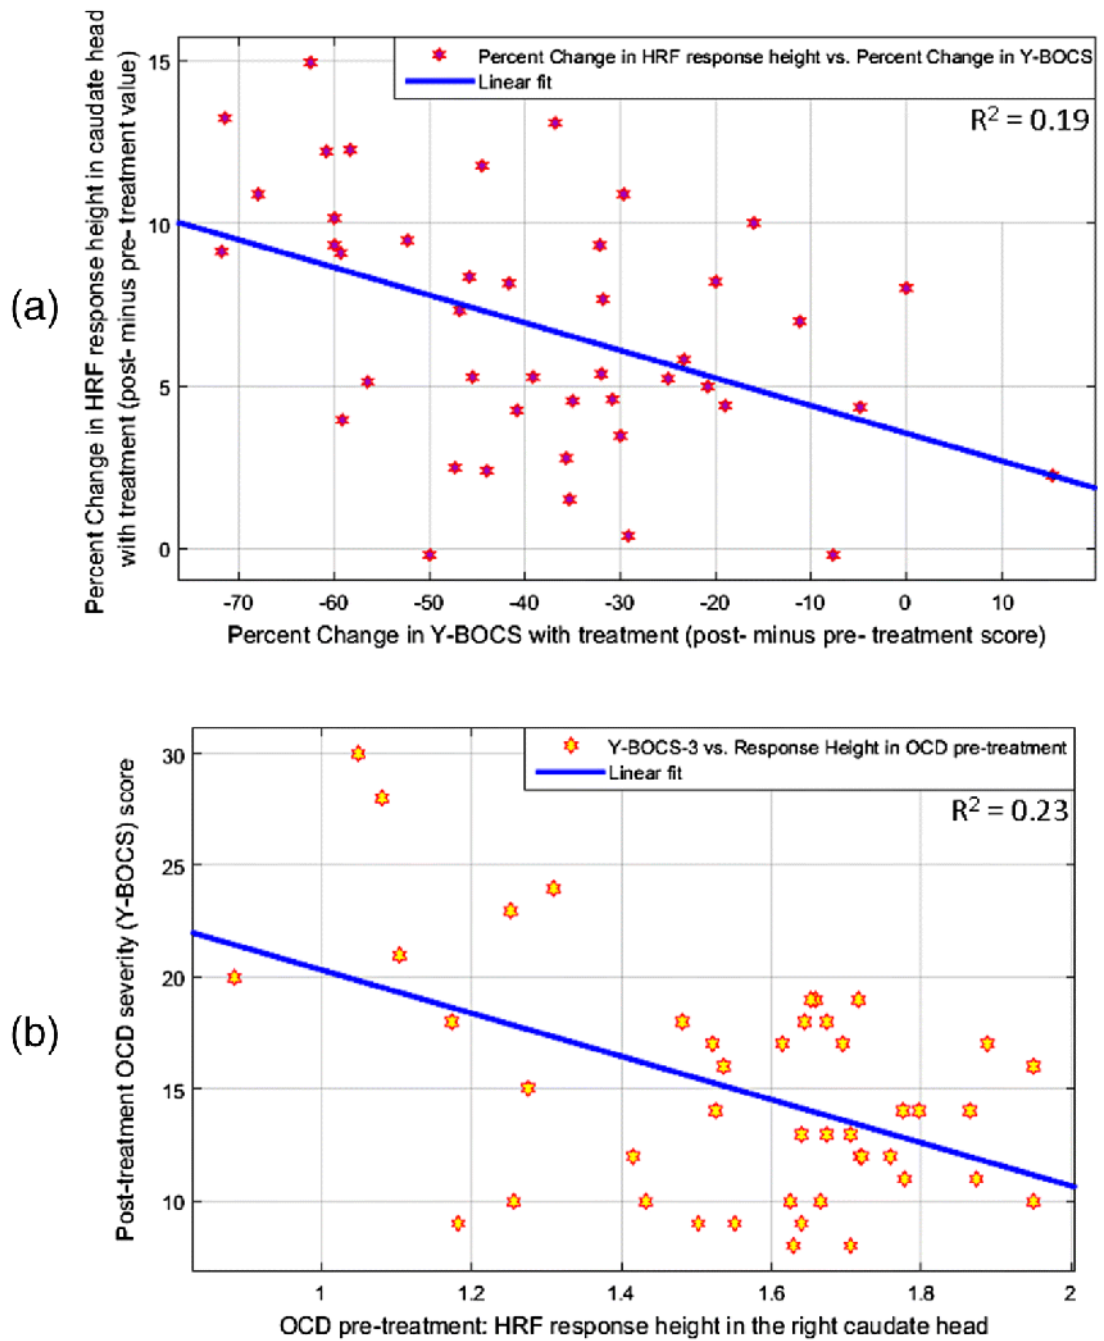 (a)
Percent Change in HRF response height in caudate head
with treatment (post- minus pre- treatment value)
Percent Change in HRF response height vs. Percent Change in Y-BOCS
Linear fit
R² = 0.19
15
10
5
0
-70 -60 -50 -40 -30 -20 -10 0 10
Percent Change in Y-BOCS with treatment (post- minus pre- treatment score)
(b)
Post-treatment OCD severity (Y-BOCS) score
Y-BOCS-3 vs. Response Height in OCD pre-treatment
Linear fit
R² = 0.23
30
25
20
15
10
1 1.2 1.4 1.6 1.8 2
OCD pre-treatment: HRF response height in the right caudate head